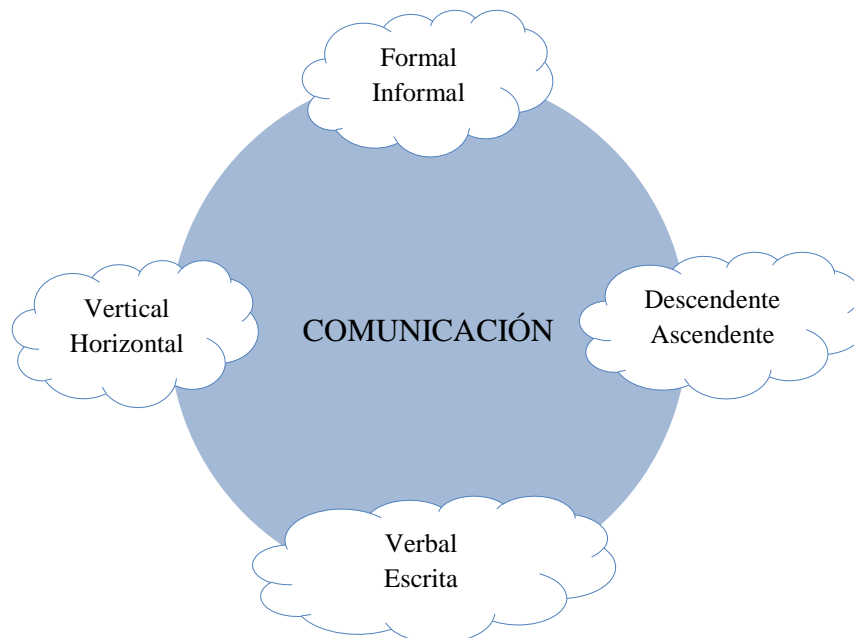 Formal
Informal
Vertical
Horizontal
COMUNICACIÓN
Descendente
Ascendente
Verbal
Escrita